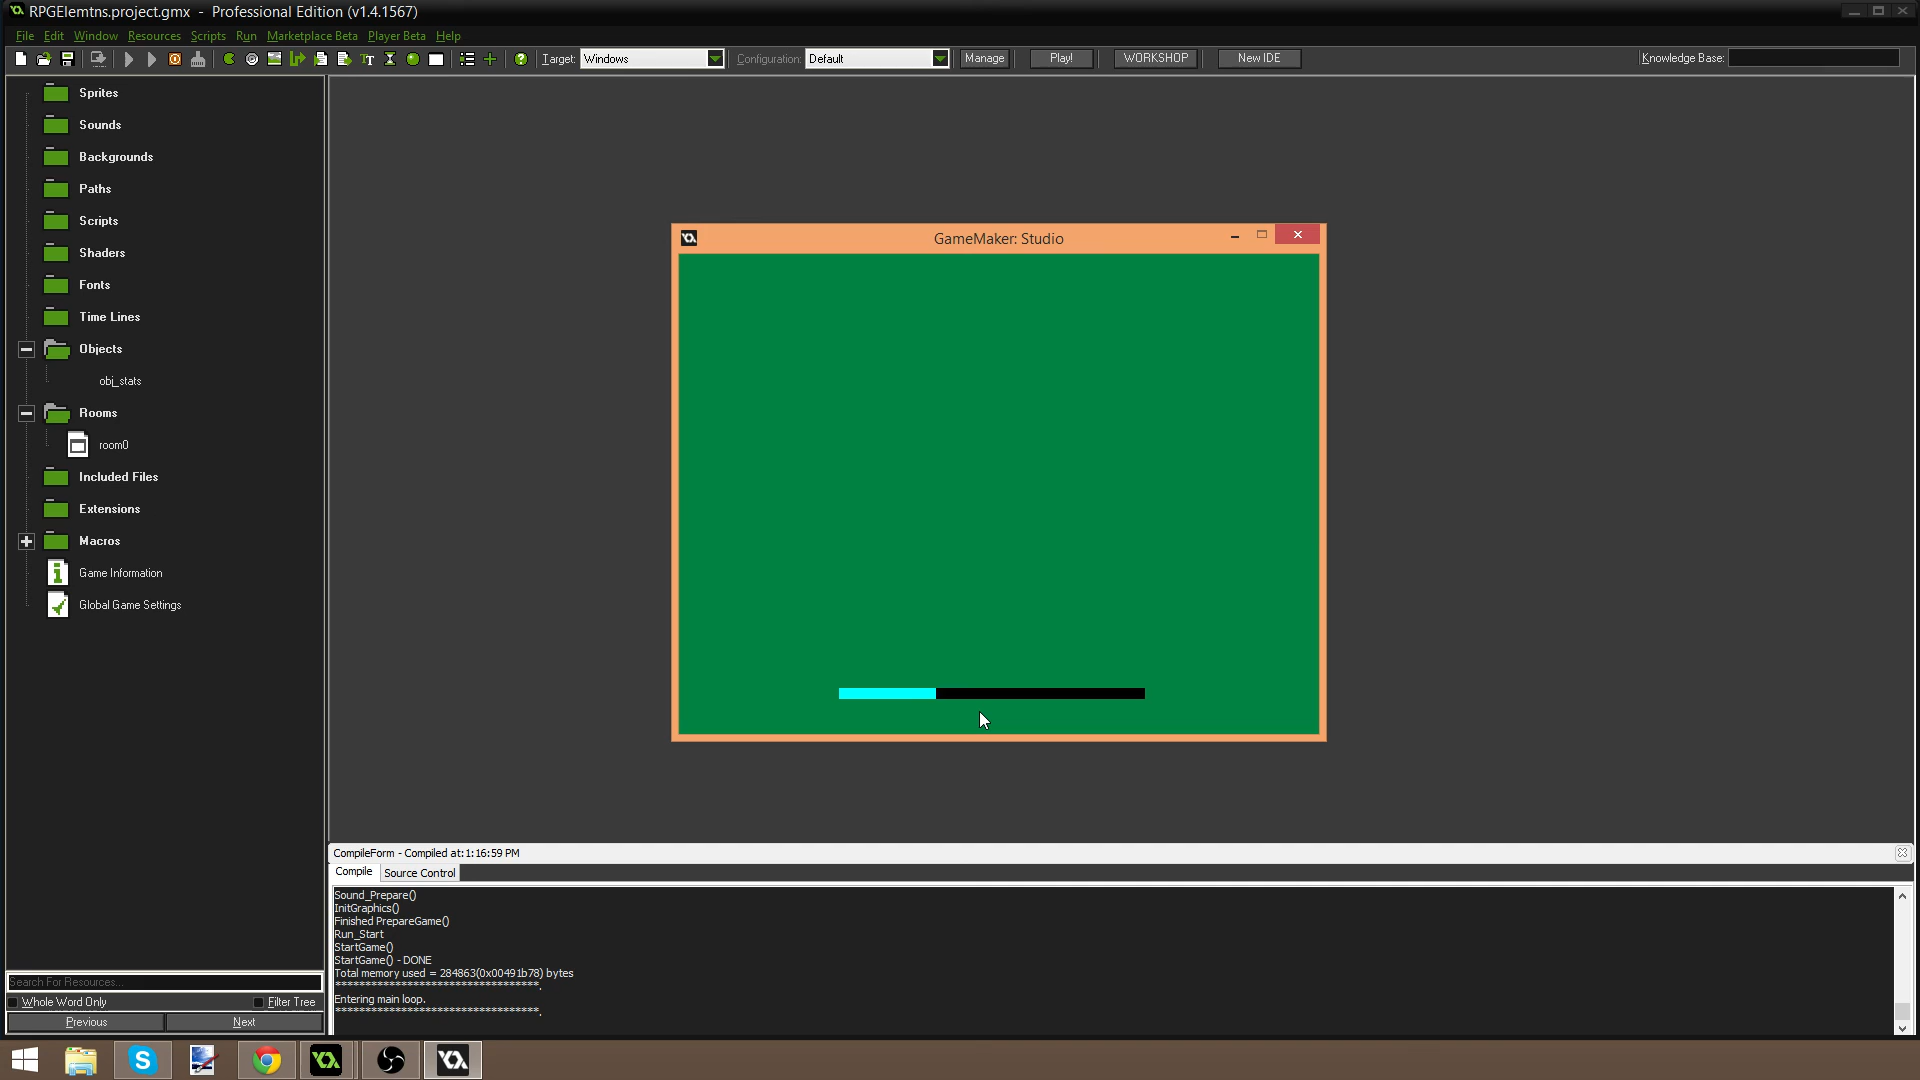 RPGElemtns.project.gmx - Professional Edition (v1.4.1567)
File Edit Window Resources Scripts Run Marketplace Beta Player Beta Help
Target: Windows Configuration: Default Manage Play! WORKSHOP New IDE Knowledge Base:
Sprites
Sounds
Backgrounds
Paths
Scripts
Shaders
Fonts
Time Lines
Objects
obj_stats
Rooms
room0
Included Files
Extensions
Macros
Game Information
Global Game Settings
GameMaker: Studio
CompileForm - Compiled at: 1:16:59 PM
Compile Source Control
Sound_Prepare()
InitGraphics()
Finished PrepareGame()
Run_Start
StartGame()
StartGame() - DONE
Total memory used = 284863(0x00491b78) bytes
***********************************.
Entering main loop.
***********************************.
Search For Resources...
Whole Word Only Filter Tree
Previous Next